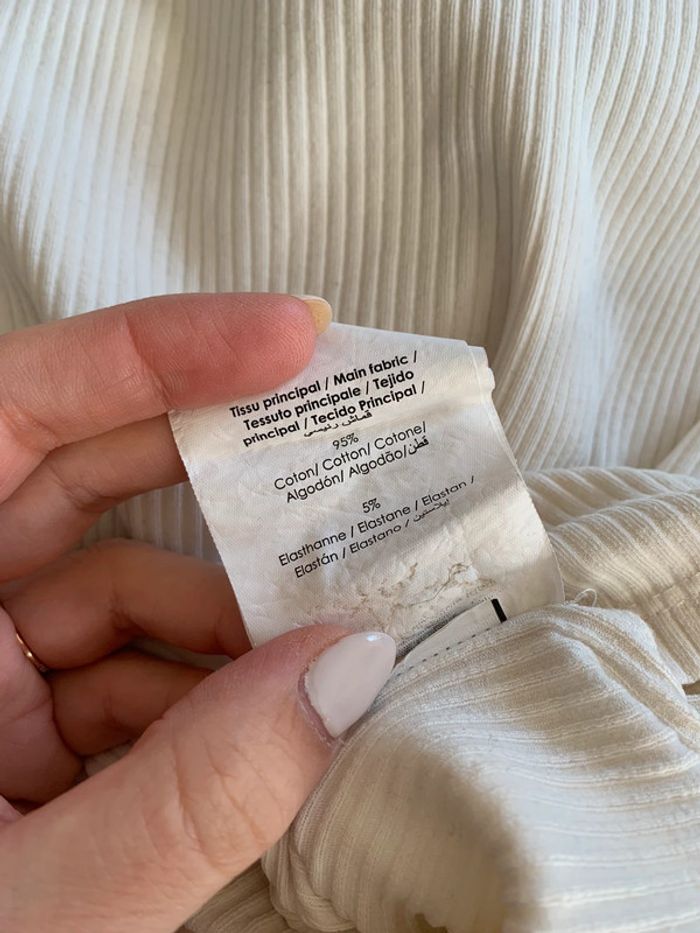 Tissu principal / Main fabric /
Tessuto principale / Tejido
principal / Tecido Principal /
قماش رئيسي
95%
Coton/ Cotton/ Cotone/
Algodón/ Algodão/قطن
5%
Elasthanne / Elastane / Elastan /
Elastán / Elastano / إيلاستين